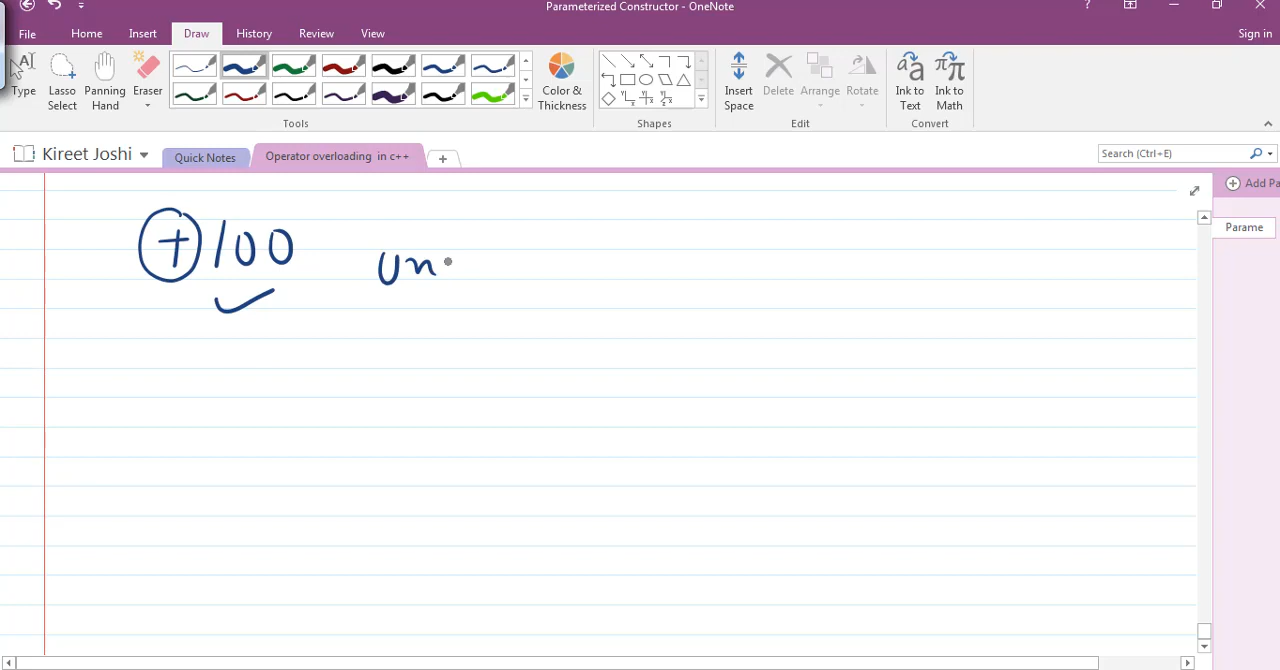 Parameterized Constructor - OneNote
File Home Insert Draw History Review View Sign in
Type
Lasso Select
Panning Hand
Eraser
Color & Thickness
Insert Space
Delete
Arrange
Rotate
Ink to Text
Ink to Math
Tools Shapes Edit Convert
Kireet Joshi Quick Notes Operator overloading in c++ + Search (Ctrl+E)
Add Pa
Parame
+100 un